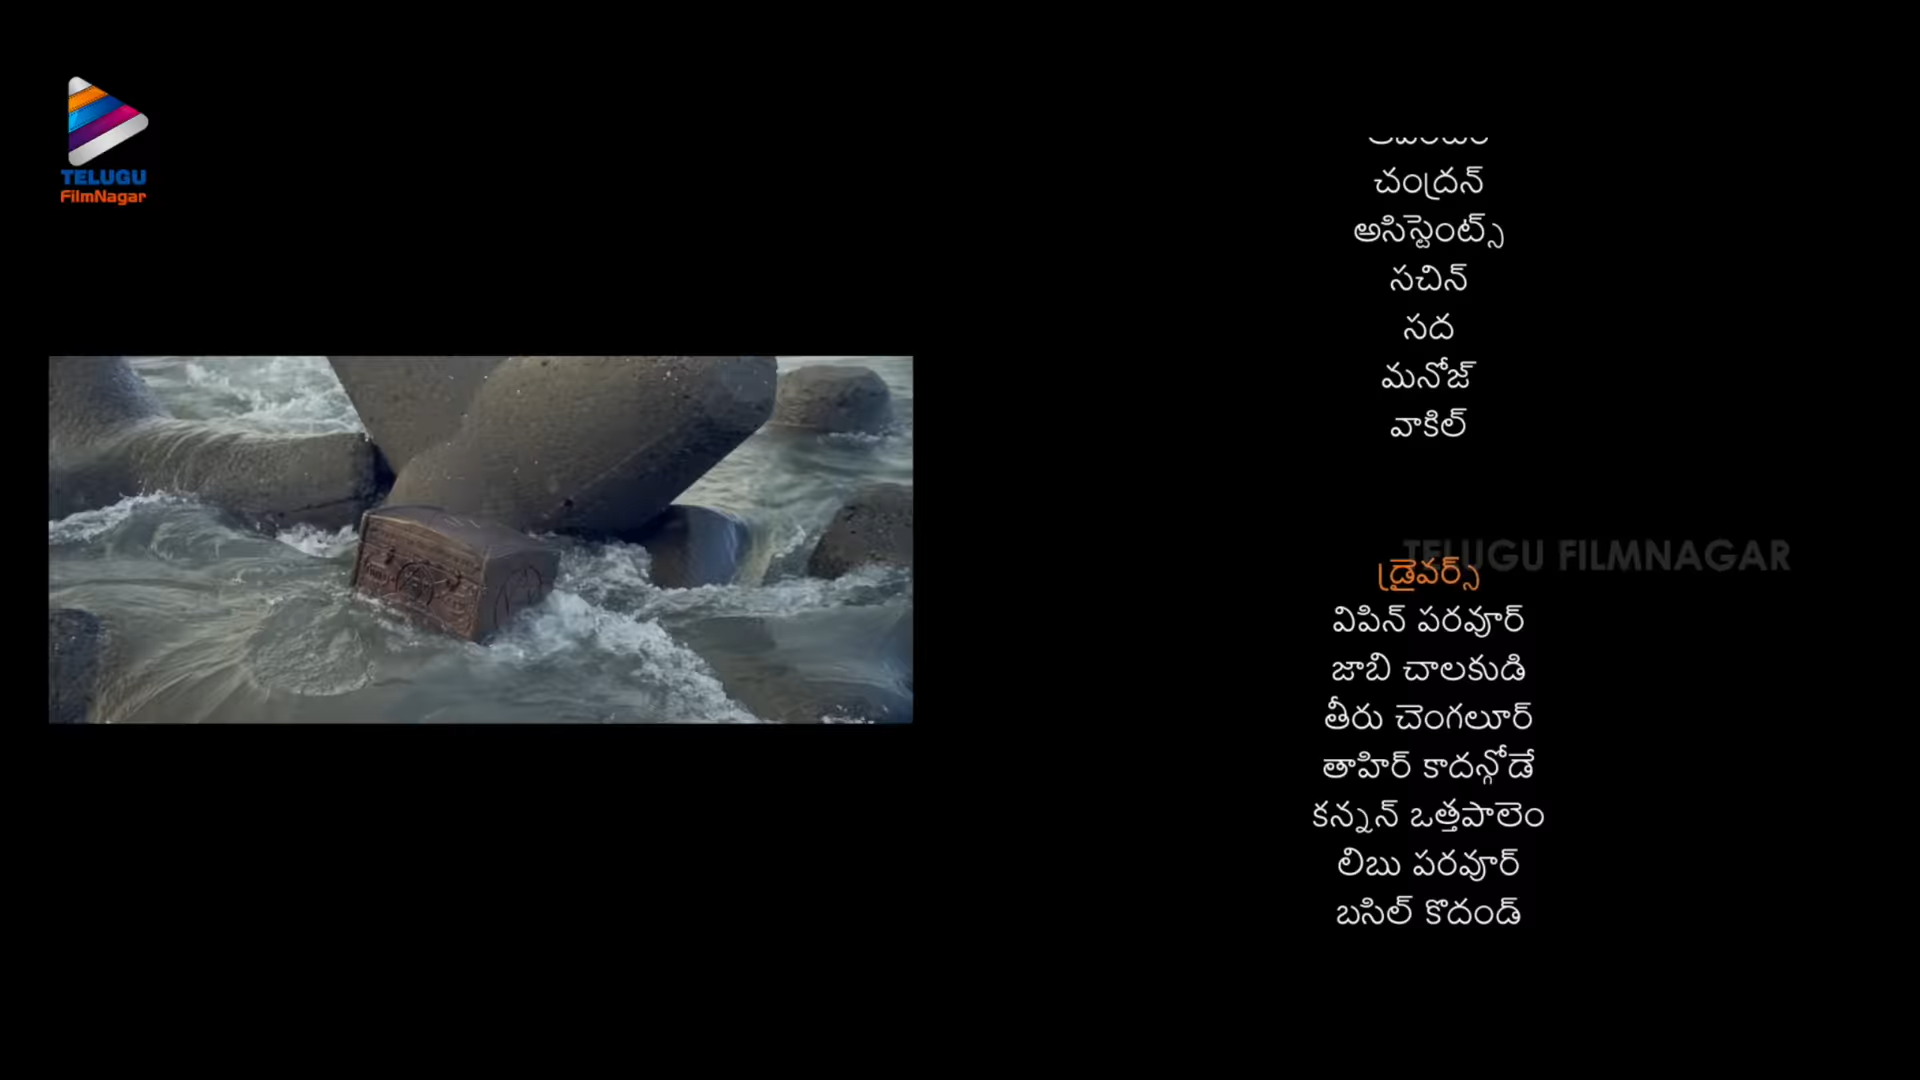 TELUGU
FilmNagar
చంద్రన్
అసిస్టెంట్స్
సచిన్
సద
మనోజ్
వాకిల్
TELUGU FILMNAGAR
డ్రైవర్స్
విపిన్ పరవూర్
జాబి చాలకుడి
తీరు చెంగలూర్
తాహిర్ కాదన్గోడే
కన్నన్ ఒత్తపాలెం
లిబు పరవూర్
బసిల్ కొదండ్